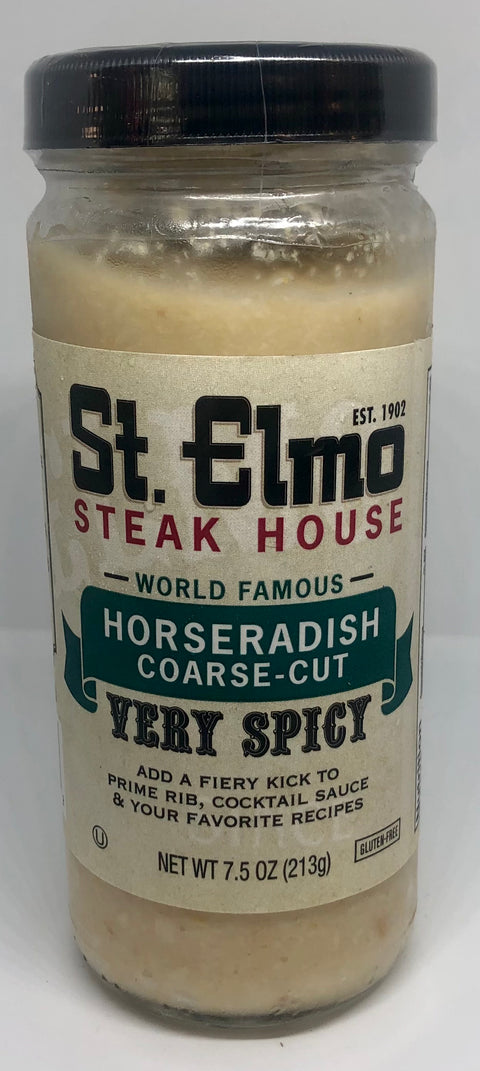 EST. 1902
St. Elmo
STEAK HOUSE
WORLD FAMOUS
HORSERADISH
COARSE-CUT
VERY SPICY
ADD A FIERY KICK TO
PRIME RIB, COCKTAIL SAUCE
& YOUR FAVORITE RECIPES
U
GLUTEN-FREE
NET WT 7.5 OZ (213g)